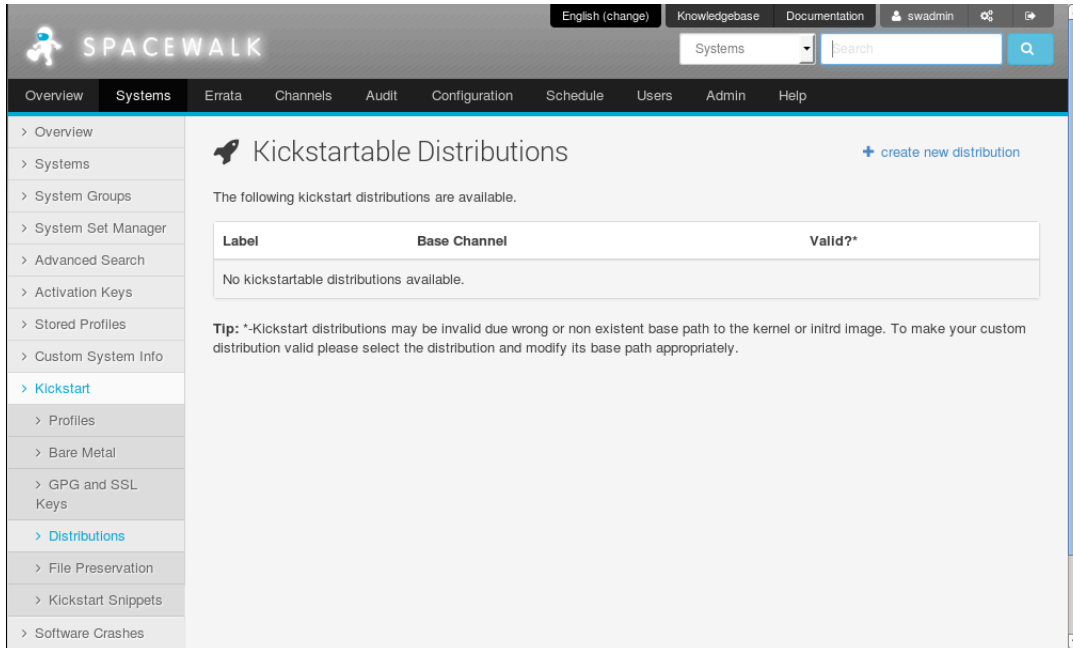 English (change) Knowledgebase Documentation swadmin
SPACEWALK
Systems Search
Overview Systems Errata Channels Audit Configuration Schedule Users Admin Help
> Overview
> Systems
> System Groups
> System Set Manager
> Advanced Search
> Activation Keys
> Stored Profiles
> Custom System Info
> Kickstart
> Profiles
> Bare Metal
> GPG and SSL
Keys
> Distributions
> File Preservation
> Kickstart Snippets
> Software Crashes
Kickstartable Distributions
+ create new distribution
The following kickstart distributions are available.
Label Base Channel Valid?*
No kickstartable distributions available.
Tip: *-Kickstart distributions may be invalid due wrong or non existent base path to the kernel or initrd image. To make your custom
distribution valid please select the distribution and modify its base path appropriately.